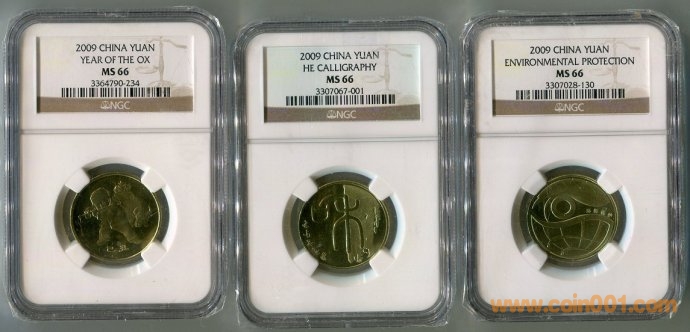 2009 CHINA YUAN
YEAR OF THE OX
MS 66
3364790-234
NGC
2009 CHINA YUAN
HE CALLIGRAPHY
MS 66
3307067-001
NGC
2009 CHINA YUAN
ENVIRONMENTAL PROTECTION
MS 66
3307028-130
NGC
www.coin001.com